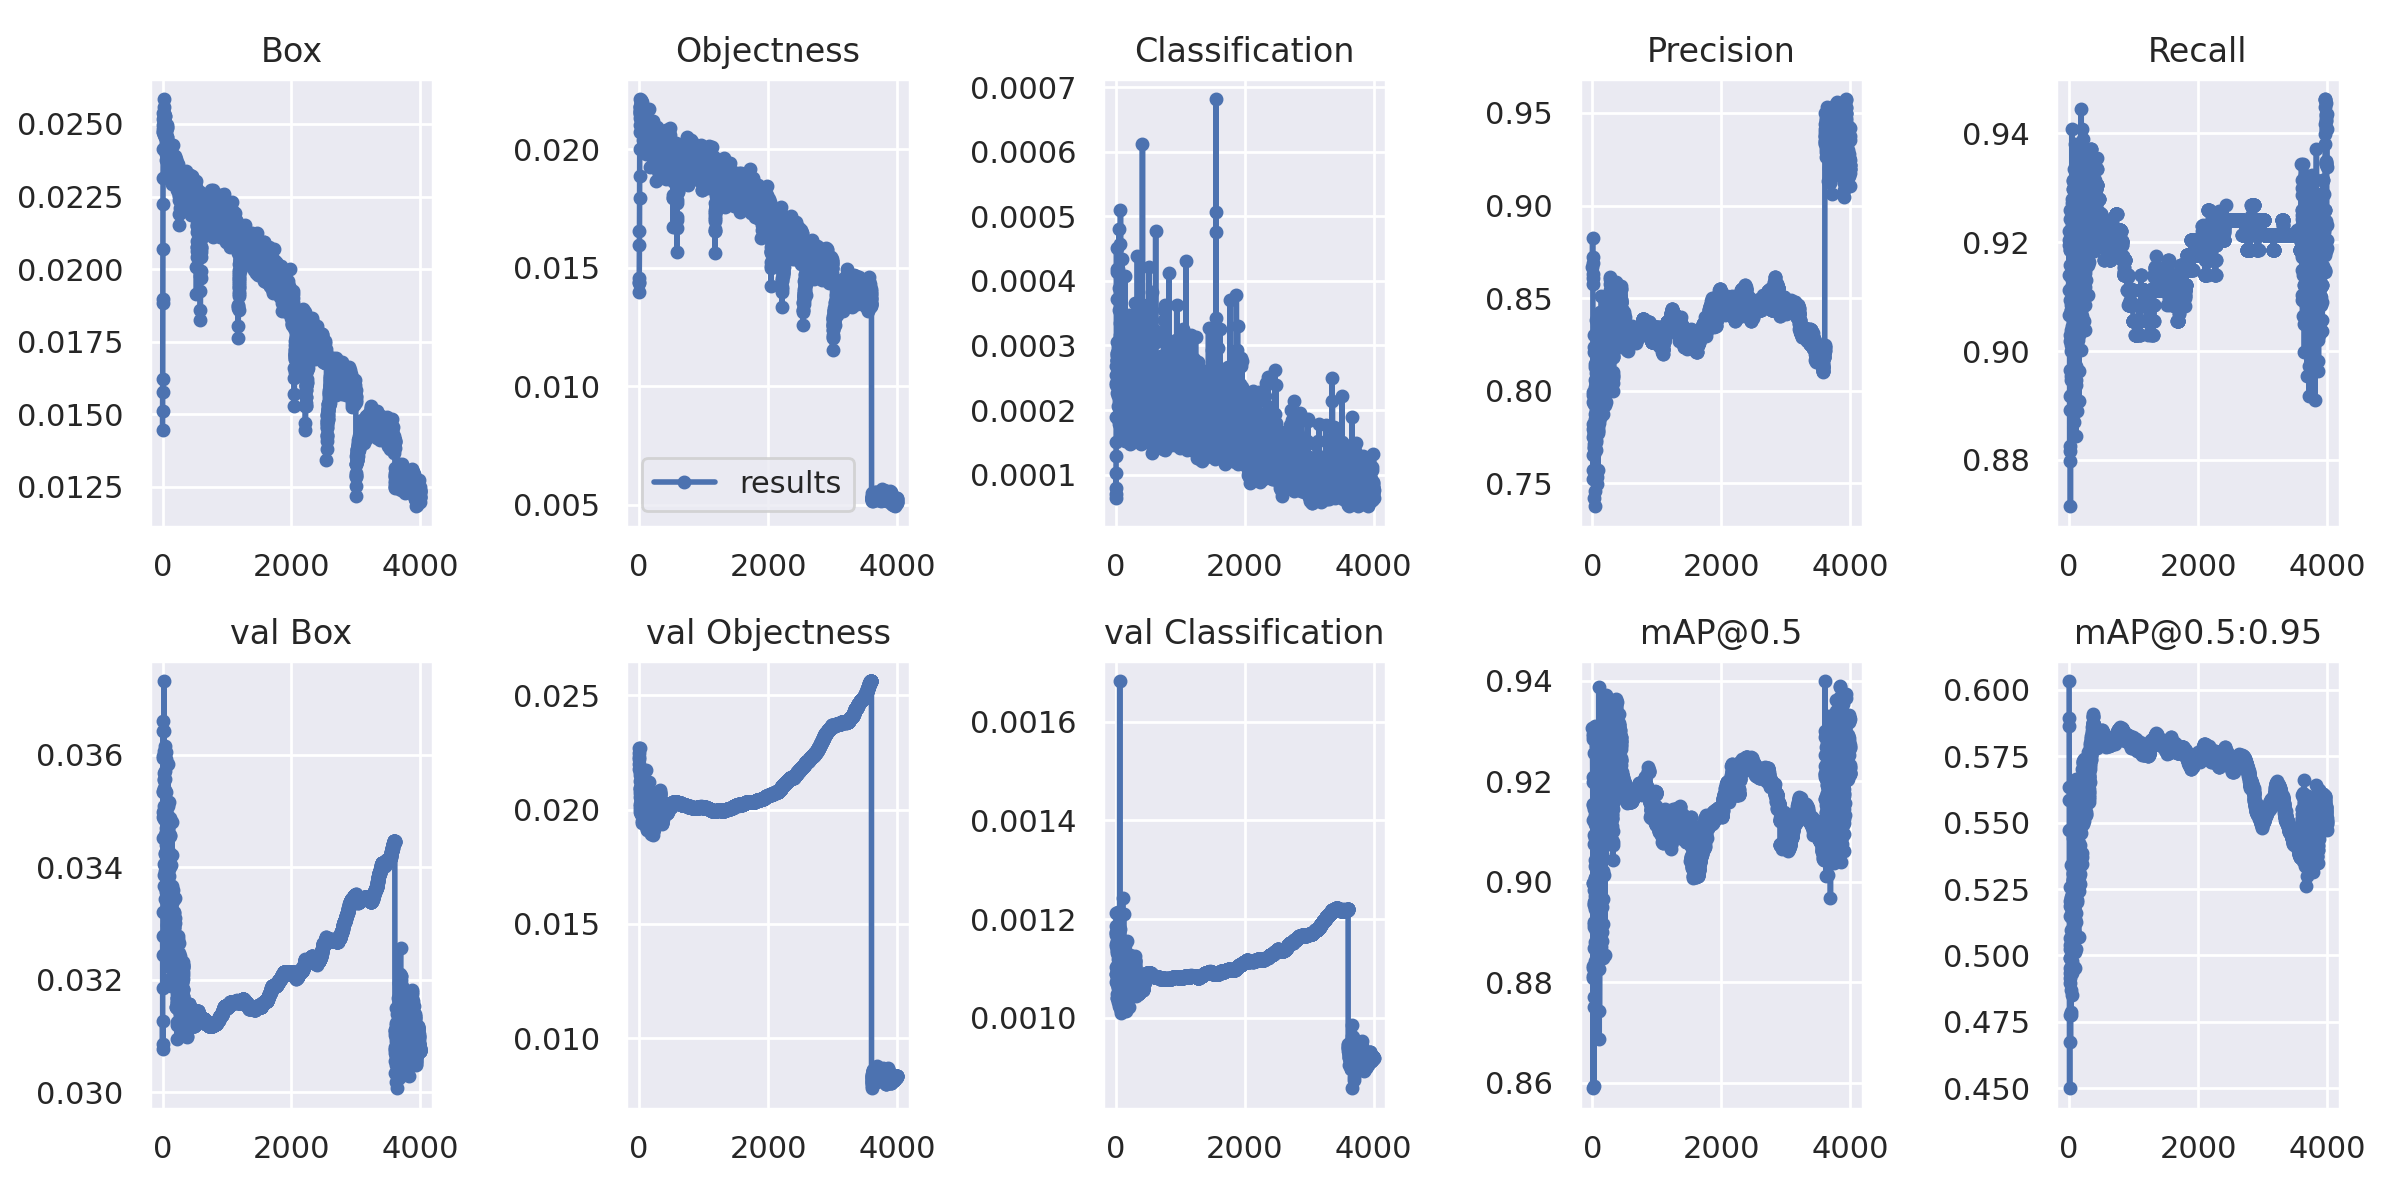 Box
0.0250
0.0225
0.0200
0.0175
0.0150
0.0125
0 2000 4000
Objectness
0.020
0.015
0.010
0.005
results
0 2000 4000
Classification
0.0007
0.0006
0.0005
0.0004
0.0003
0.0002
0.0001
0 2000 4000
Precision
0.95
0.90
0.85
0.80
0.75
0 2000 4000
Recall
0.94
0.92
0.90
0.88
0 2000 4000
val Box
0.036
0.034
0.032
0.030
0 2000 4000
val Objectness
0.025
0.020
0.015
0.010
0 2000 4000
val Classification
0.0016
0.0014
0.0012
0.0010
0 2000 4000
mAP@0.5
0.94
0.92
0.90
0.88
0.86
0 2000 4000
mAP@0.5:0.95
0.600
0.575
0.550
0.525
0.500
0.475
0.450
0 2000 4000